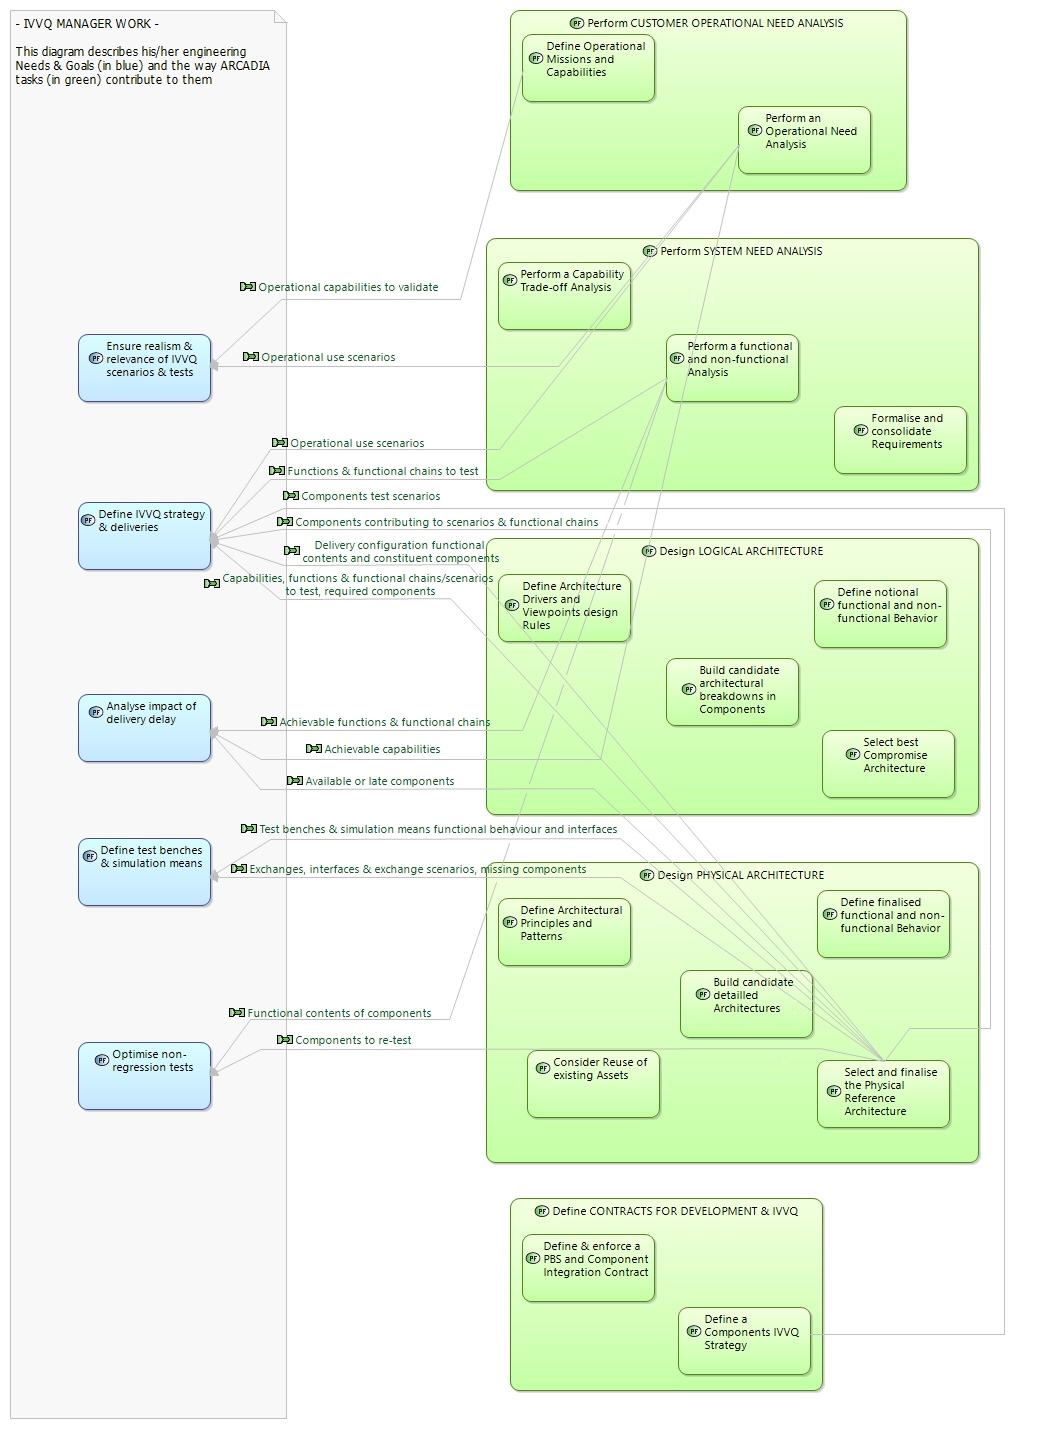 - IVVQ MANAGER WORK -
This diagram describes his/her engineering
Needs & Goals (in blue) and the way ARCADIA
tasks (in green) contribute to them
PF Perform CUSTOMER OPERATIONAL NEED ANALYSIS
PF Define Operational
Missions and
Capabilities
PF Perform an
Operational Need
Analysis
PF Perform SYSTEM NEED ANALYSIS
PF Perform a Capability
Trade-off Analysis
PF Perform a functional
and non-functional
Analysis
PF Formalise and
consolidate
Requirements
Operational capabilities to validate
PF Ensure realism &
relevance of IVVQ
scenarios & tests
Operational use scenarios
Operational use scenarios
Functions & functional chains to test
Components test scenarios
PF Define IVVQ strategy
& deliveries
Components contributing to scenarios & functional chains
Delivery configuration functional
contents and constituent components
Capabilities, functions & functional chains/scenarios
to test, required components
PF Design LOGICAL ARCHITECTURE
PF Define Architecture
Drivers and
Viewpoints design
Rules
PF Define notional
functional and non-
functional Behavior
PF Build candidate
architectural
breakdowns in
Components
PF Select best
Compromise
Architecture
PF Analyse impact of
delivery delay
Achievable functions & functional chains
Achievable capabilities
Available or late components
Test benches & simulation means functional behaviour and interfaces
PF Define test benches
& simulation means
Exchanges, interfaces & exchange scenarios, missing components
PF Design PHYSICAL ARCHITECTURE
PF Define Architectural
Principles and
Patterns
PF Define finalised
functional and non-
functional Behavior
PF Build candidate
detailled
Architectures
PF Consider Reuse of
existing Assets
PF Select and finalise
the Physical
Reference
Architecture
Functional contents of components
Components to re-test
PF Optimise non-
regression tests
PF Define CONTRACTS FOR DEVELOPMENT & IVVQ
PF Define & enforce a
PBS and Component
Integration Contract
PF Define a
Components IVVQ
Strategy